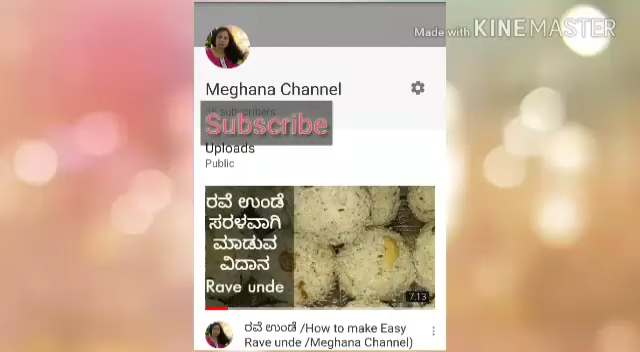 Made with KINEMASTER
Meghana Channel
subscribers
Subscribe
Uploads
Public
ರವೆ ಉಂಡೆ
ಸರಳವಾಗಿ
ಮಾಡುವ
ವಿದಾನ
Rave unde
7:13
ರವೆ ಉಂಡೆ /How to make Easy
Rave unde /Meghana Channel)